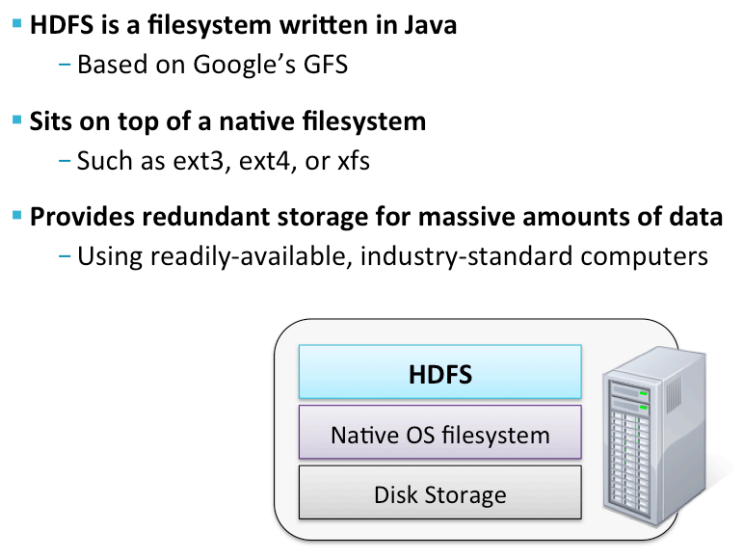 ▪ HDFS is a filesystem written in Java
– Based on Google's GFS
▪ Sits on top of a native filesystem
– Such as ext3, ext4, or xfs
▪ Provides redundant storage for massive amounts of data
– Using readily-available, industry-standard computers
HDFS
Native OS filesystem
Disk Storage